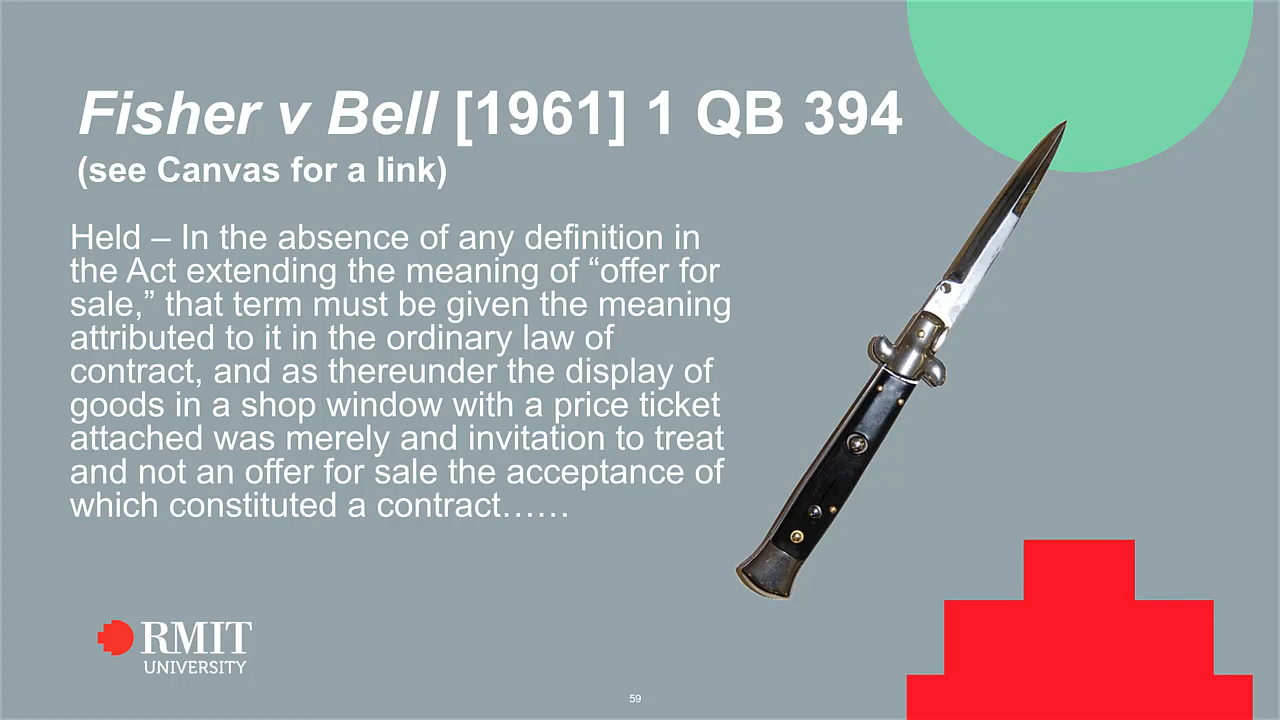 Fisher v Bell [1961] 1 QB 394
(see Canvas for a link)
Held – In the absence of any definition in
the Act extending the meaning of “offer for
sale,” that term must be given the meaning
attributed to it in the ordinary law of
contract, and as thereunder the display of
goods in a shop window with a price ticket
attached was merely and invitation to treat
and not an offer for sale the acceptance of
which constituted a contract……
RMIT
UNIVERSITY
59